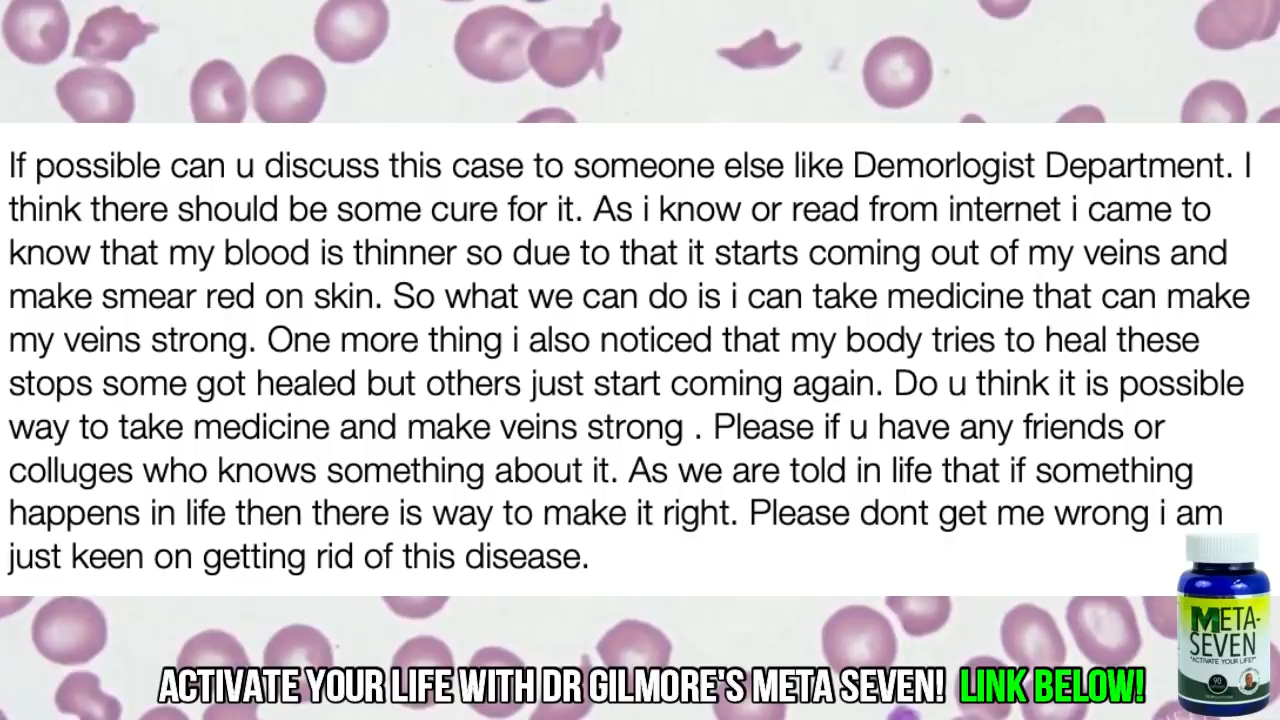 If possible can u discuss this case to someone else like Demorlogist Department. I
think there should be some cure for it. As i know or read from internet i came to
know that my blood is thinner so due to that it starts coming out of my veins and
make smear red on skin. So what we can do is i can take medicine that can make
my veins strong. One more thing i also noticed that my body tries to heal these
stops some got healed but others just start coming again. Do u think it is possible
way to take medicine and make veins strong . Please if u have any friends or
colluges who knows something about it. As we are told in life that if something
happens in life then there is way to make it right. Please dont get me wrong i am
just keen on getting rid of this disease.
META-
SEVEN
"ACTIVATE YOUR LIFE!"
90
ACTIVATE YOUR LIFE WITH DR GILMORE'S META SEVEN! LINK BELOW!